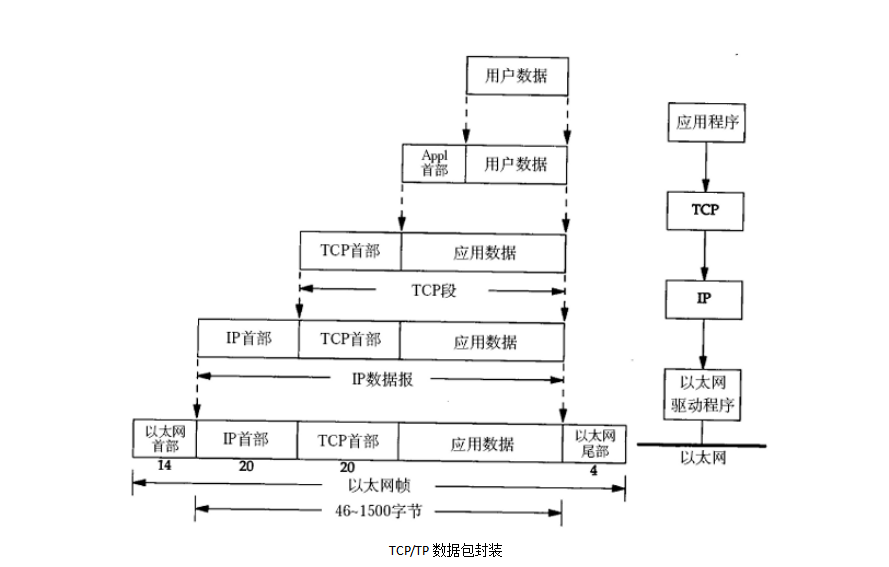 用户数据
应用程序
Appl
首部
用户数据
TCP
TCP首部
应用数据
TCP段
IP
IP首部
TCP首部
应用数据
IP数据报
以太网
驱动程序
以太网
首部
IP首部
TCP首部
应用数据
以太网
尾部
以太网
14
20
20
4
以太网帧
46~1500字节
TCP/TP 数据包封装